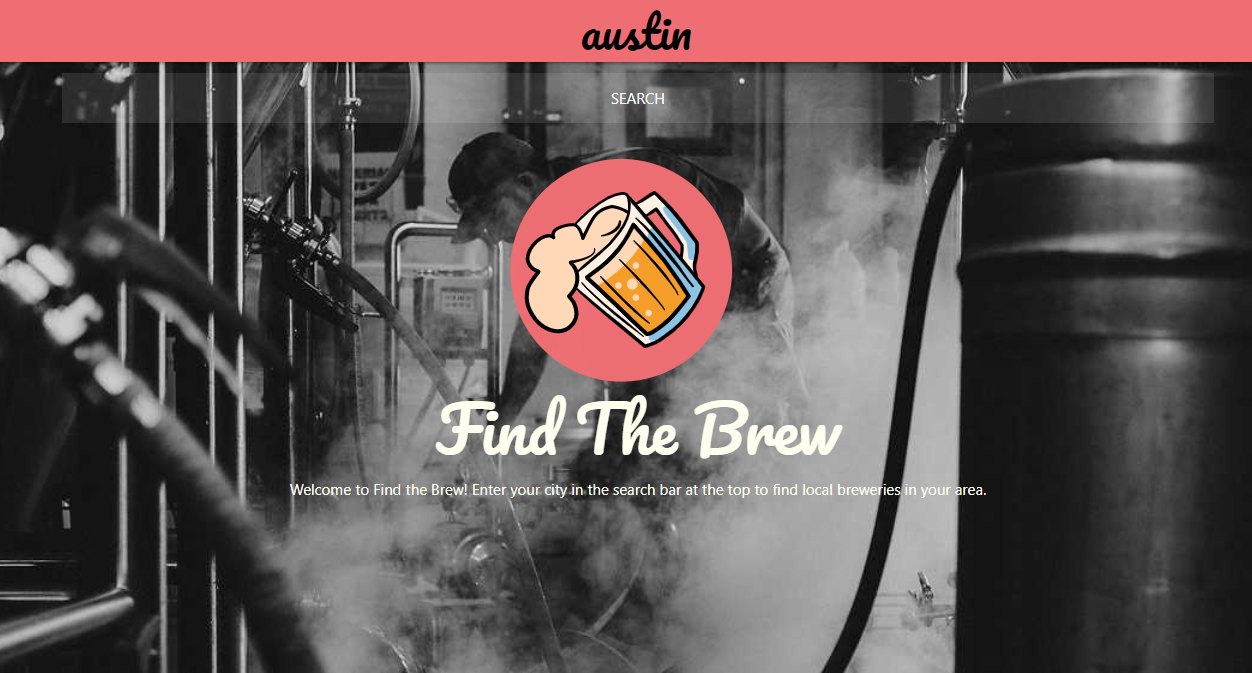 austin
SEARCH
Find The Brew
Welcome to Find the Brew! Enter your city in the search bar at the top to find local breweries in your area.